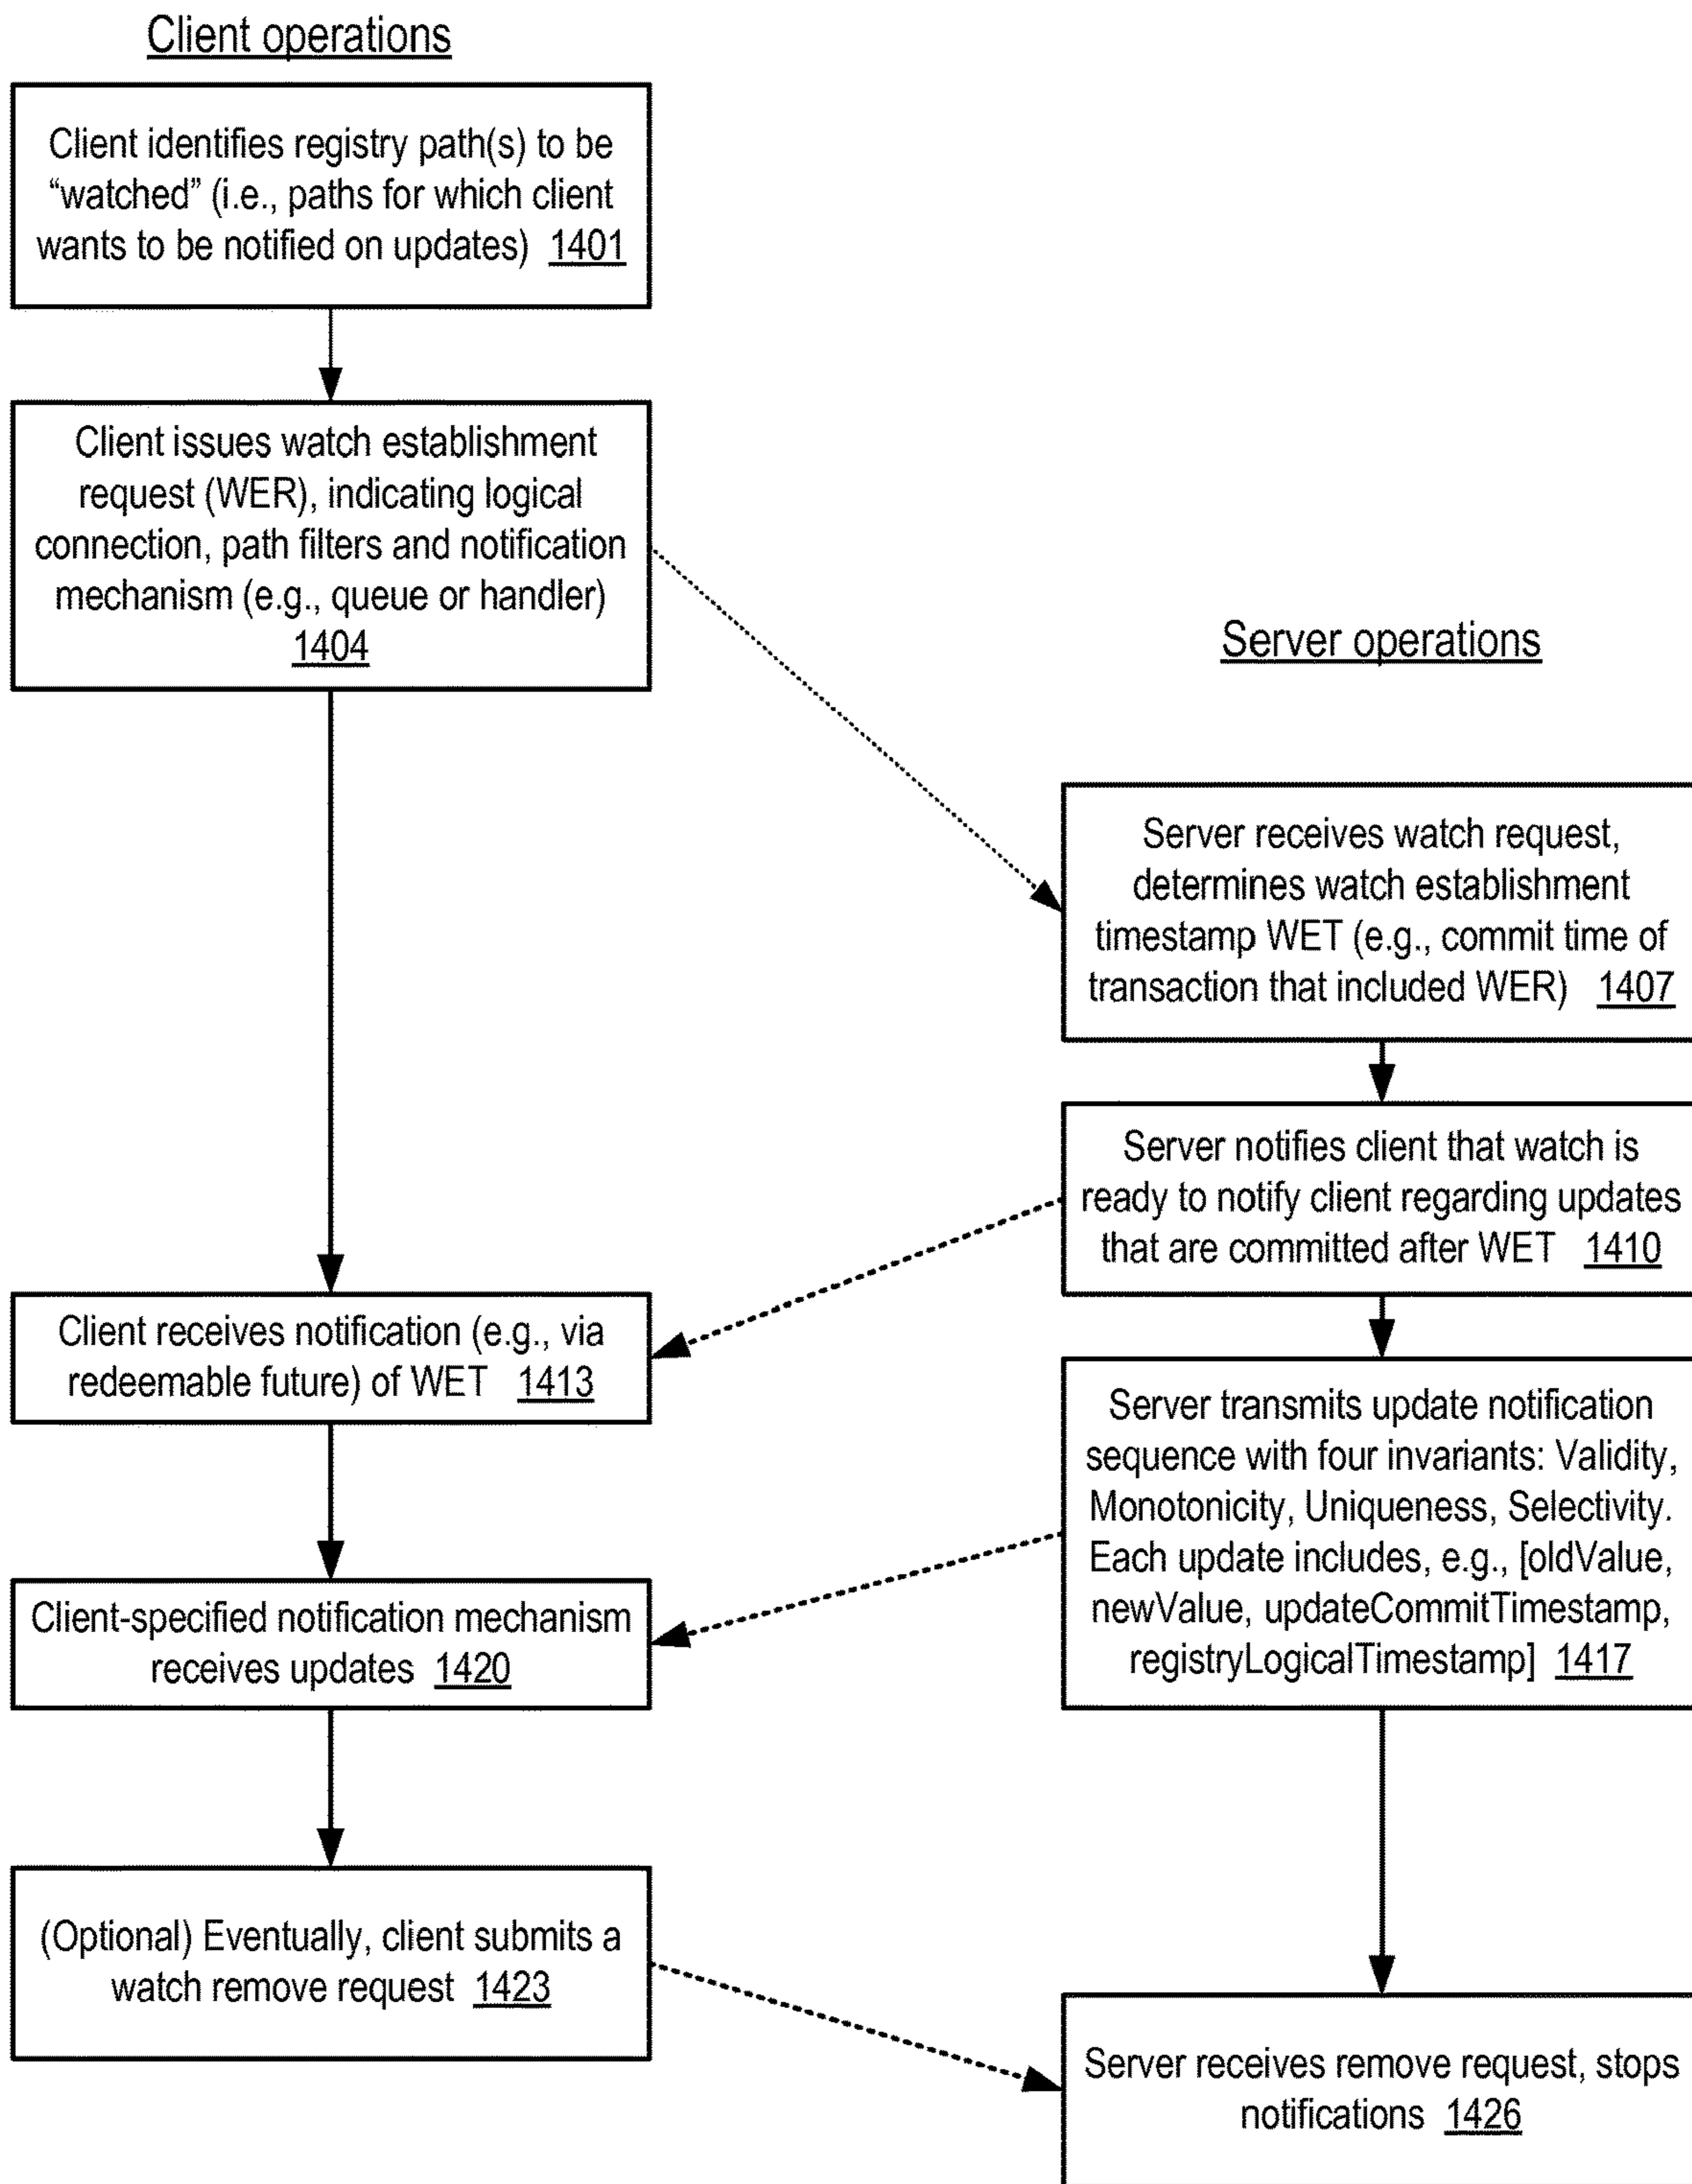 Client operations
Client identifies registry path(s) to be
“watched” (i.e., paths for which client
wants to be notified on updates) 1401
Client issues watch establishment
request (WER), indicating logical
connection, path filters and notification
mechanism (e.g., queue or handler)
1404
Server operations
Server receives watch request,
determines watch establishment
timestamp WET (e.g., commit time of
transaction that included WER) 1407
Server notifies client that watch is
ready to notify client regarding updates
that are committed after WET 1410
Client receives notification (e.g., via
redeemable future) of WET 1413
Server transmits update notification
sequence with four invariants: Validity,
Monotonicity, Uniqueness, Selectivity.
Each update includes, e.g., [oldValue,
newValue, updateCommitTimestamp,
registryLogicalTimestamp] 1417
Client-specified notification mechanism
receives updates 1420
(Optional) Eventually, client submits a
watch remove request 1423
Server receives remove request, stops
notifications 1426